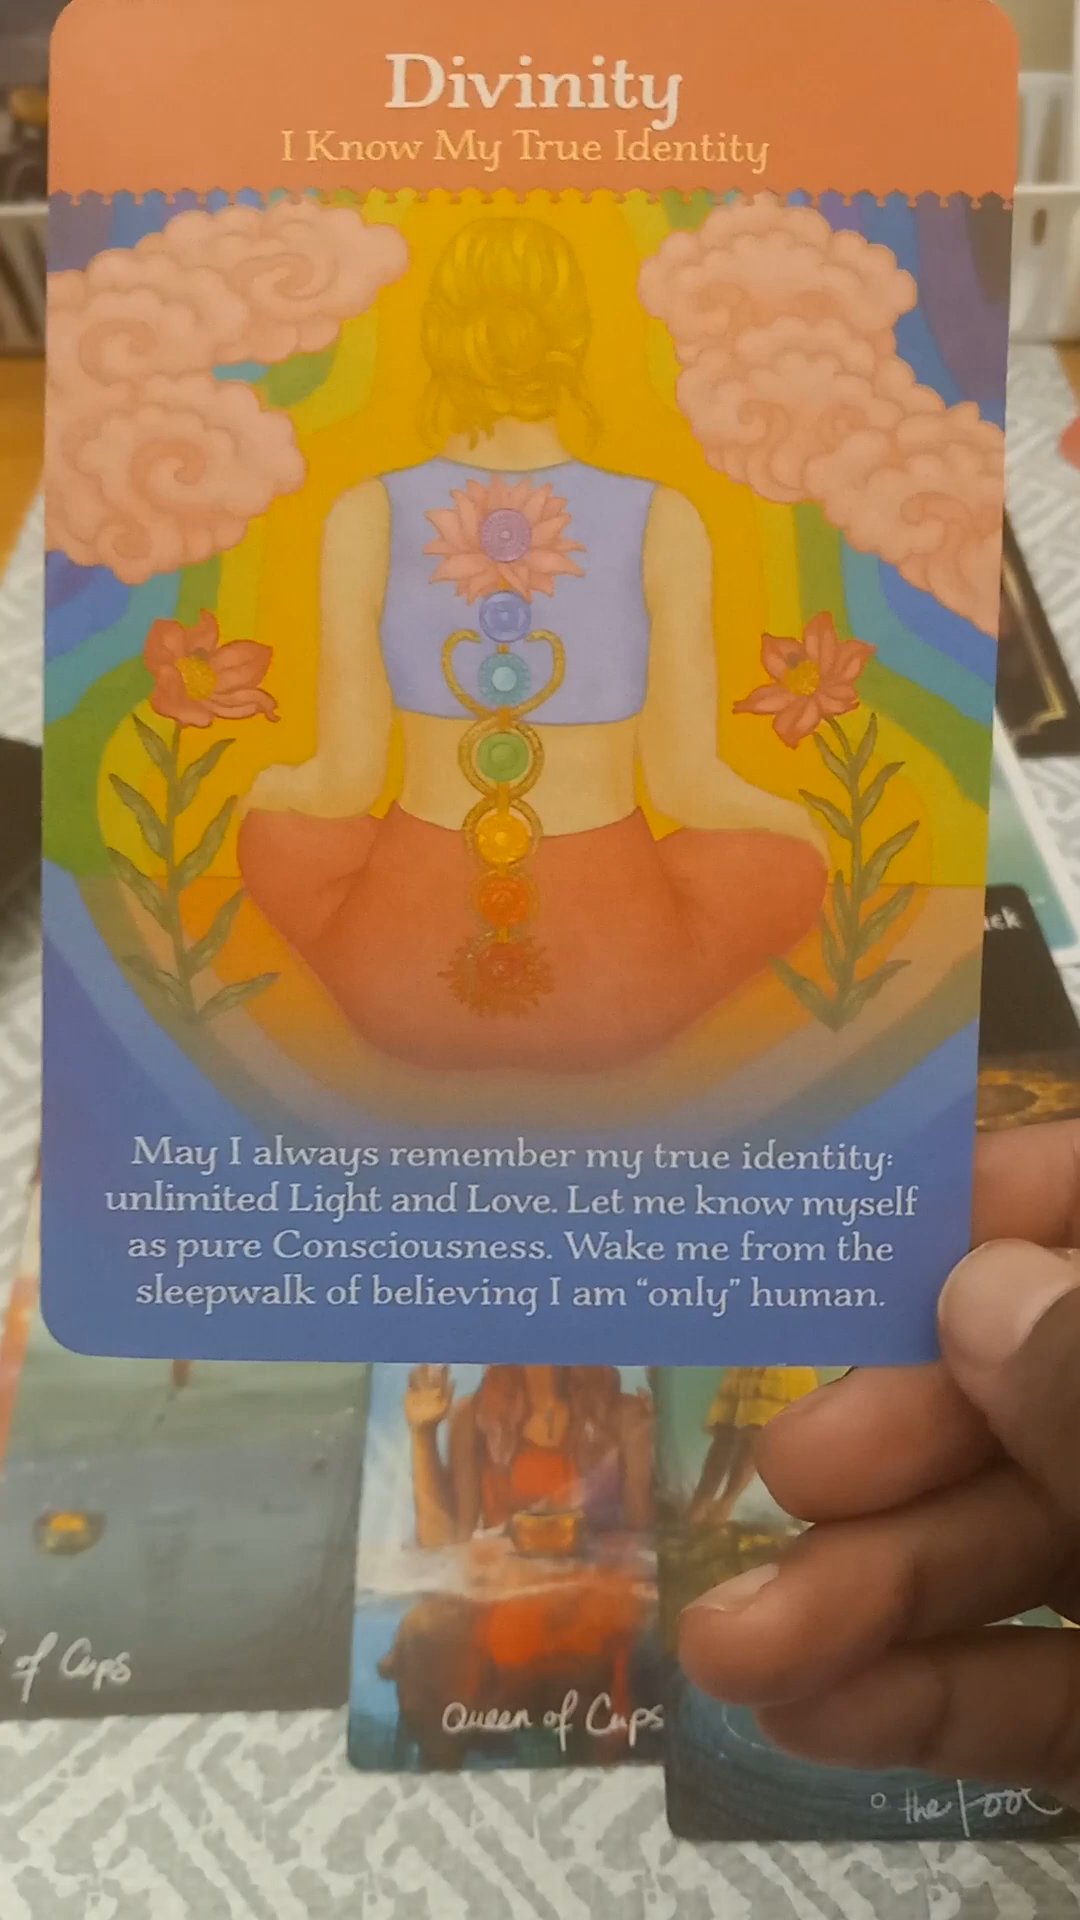 Divinity
I Know My True Identity
May I always remember my true identity:
unlimited Light and Love. Let me know myself
as pure Consciousness. Wake me from the
sleepwalk of believing I am “only” human.
of Cups
Queen of Cups
0 the Fool